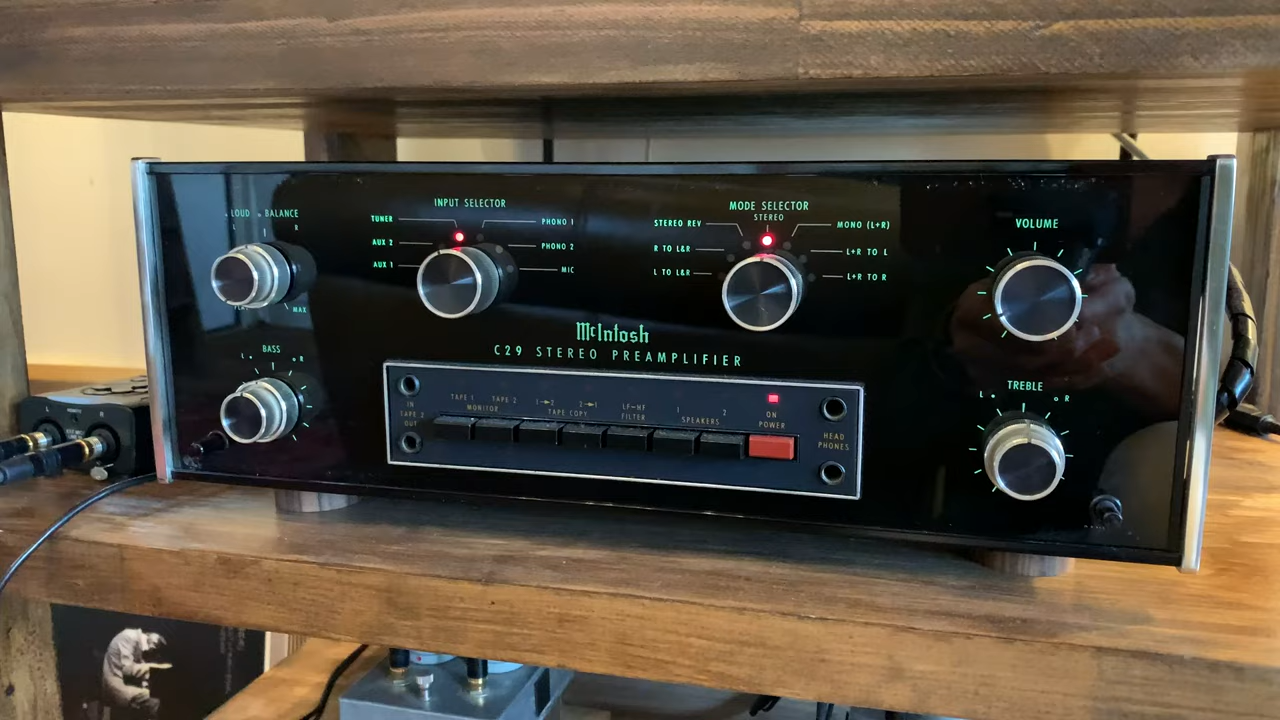 LOUD BALANCE
L R
MAX
INPUT SELECTOR
TUNER
AUX 2
AUX 1
PHONO 1
PHONO 2
MIC
MODE SELECTOR
STEREO
STEREO REV
R TO L&R
L TO L&R
MONO (L+R)
L+R TO L
L+R TO R
VOLUME
BASS
L R
McIntosh
C29 STEREO PREAMPLIFIER
TREBLE
L R
IN
TAPE 2
OUT
TAPE 1 TAPE 2
MONITOR
1→2 2→1
TAPE COPY
LF-HF
FILTER
1 2
SPEAKERS
ON
POWER
HEAD
PHONES
L R